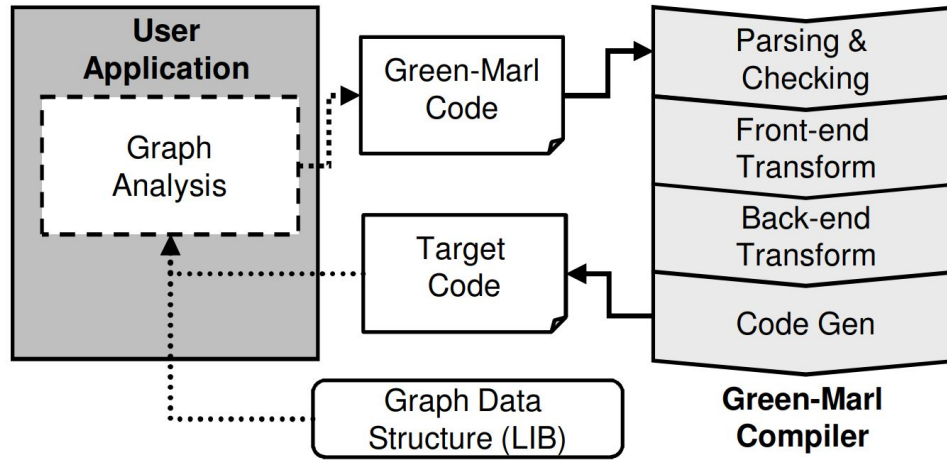 User
Application
Graph
Analysis
Green-Marl
Code
Target
Code
Graph Data
Structure (LIB)
Parsing &
Checking
Front-end
Transform
Back-end
Transform
Code Gen
Green-Marl
Compiler